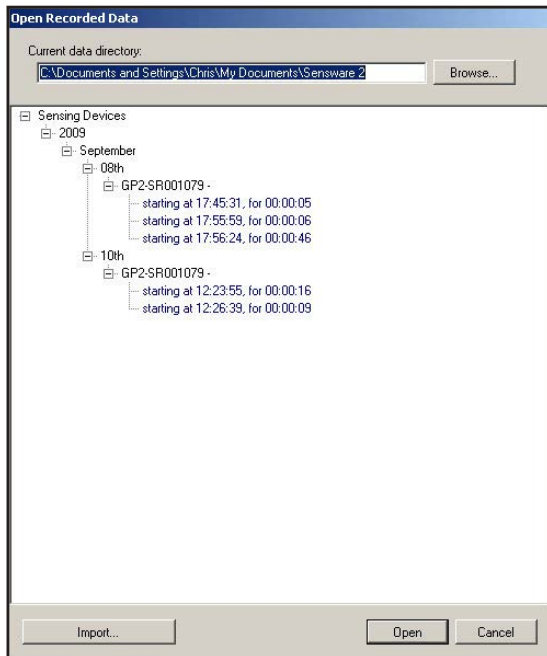 Open Recorded Data
Current data directory:
C:\Documents and Settings\Chris\My Documents\Sensware 2
Browse...
Sensing Devices
2009
September
08th
GP2-SR001079 -
starting at 17:45:31, for 00:00:05
starting at 17:55:59, for 00:00:06
starting at 17:56:24, for 00:00:46
10th
GP2-SR001079 -
starting at 12:23:55, for 00:00:16
starting at 12:26:39, for 00:00:09
Import...
Open
Cancel